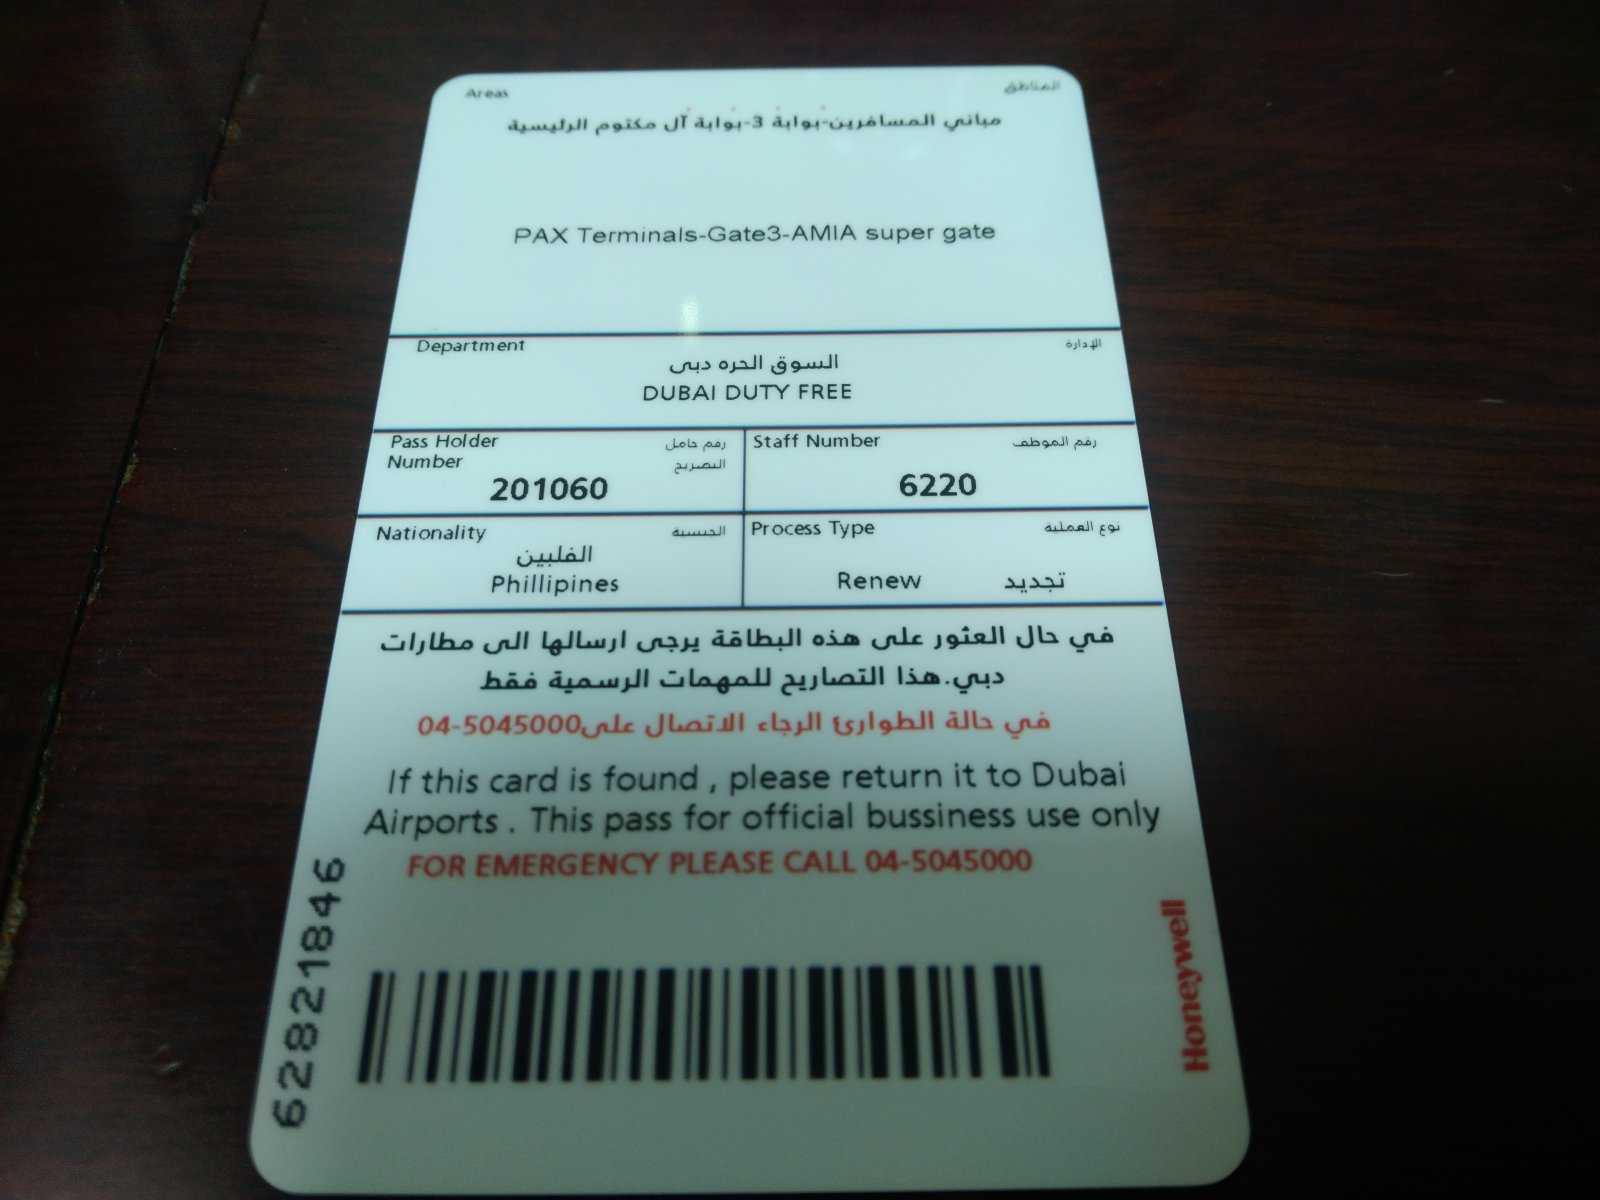 Areas المناطق
مباني المسافرين-بوابة 3-بوابة آل مكتوم الرئيسية
PAX Terminals-Gate3-AMIA super gate
Department الإدارة
السوق الحره دبى
DUBAI DUTY FREE
Pass Holder رقم حامل
Number التصريح
201060
Staff Number رقم الموظف
6220
Nationality الجنسية
الفلبين
Phillipines
Process Type نوع العملية
Renew تجديد
في حال العثور على هذه البطاقة يرجى ارسالها الى مطارات
دبي.هذا التصاريح للمهمات الرسمية فقط
في حالة الطوارئ الرجاء الاتصال على04-5045000
If this card is found , please return it to Dubai
Airports . This pass for official bussiness use only
FOR EMERGENCY PLEASE CALL 04-5045000
62821846
Honeywell